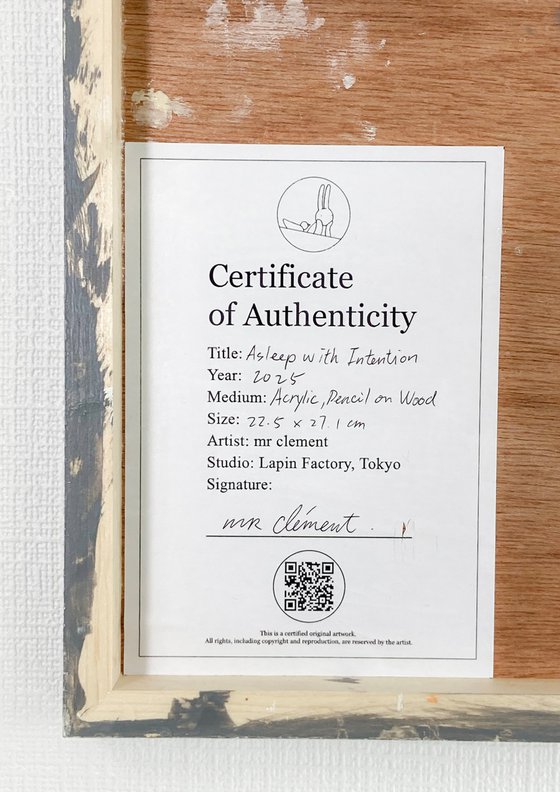 Certificate
of Authenticity
Title: Asleep with Intention
Year: 2025
Medium: Acrylic, Pencil on Wood
Size: 22.5 x 27.1 cm
Artist: mr clement
Studio: Lapin Factory, Tokyo
Signature:
mr clément.
This is a certified original artwork.
All rights, including copyright and reproduction, are reserved by the artist.